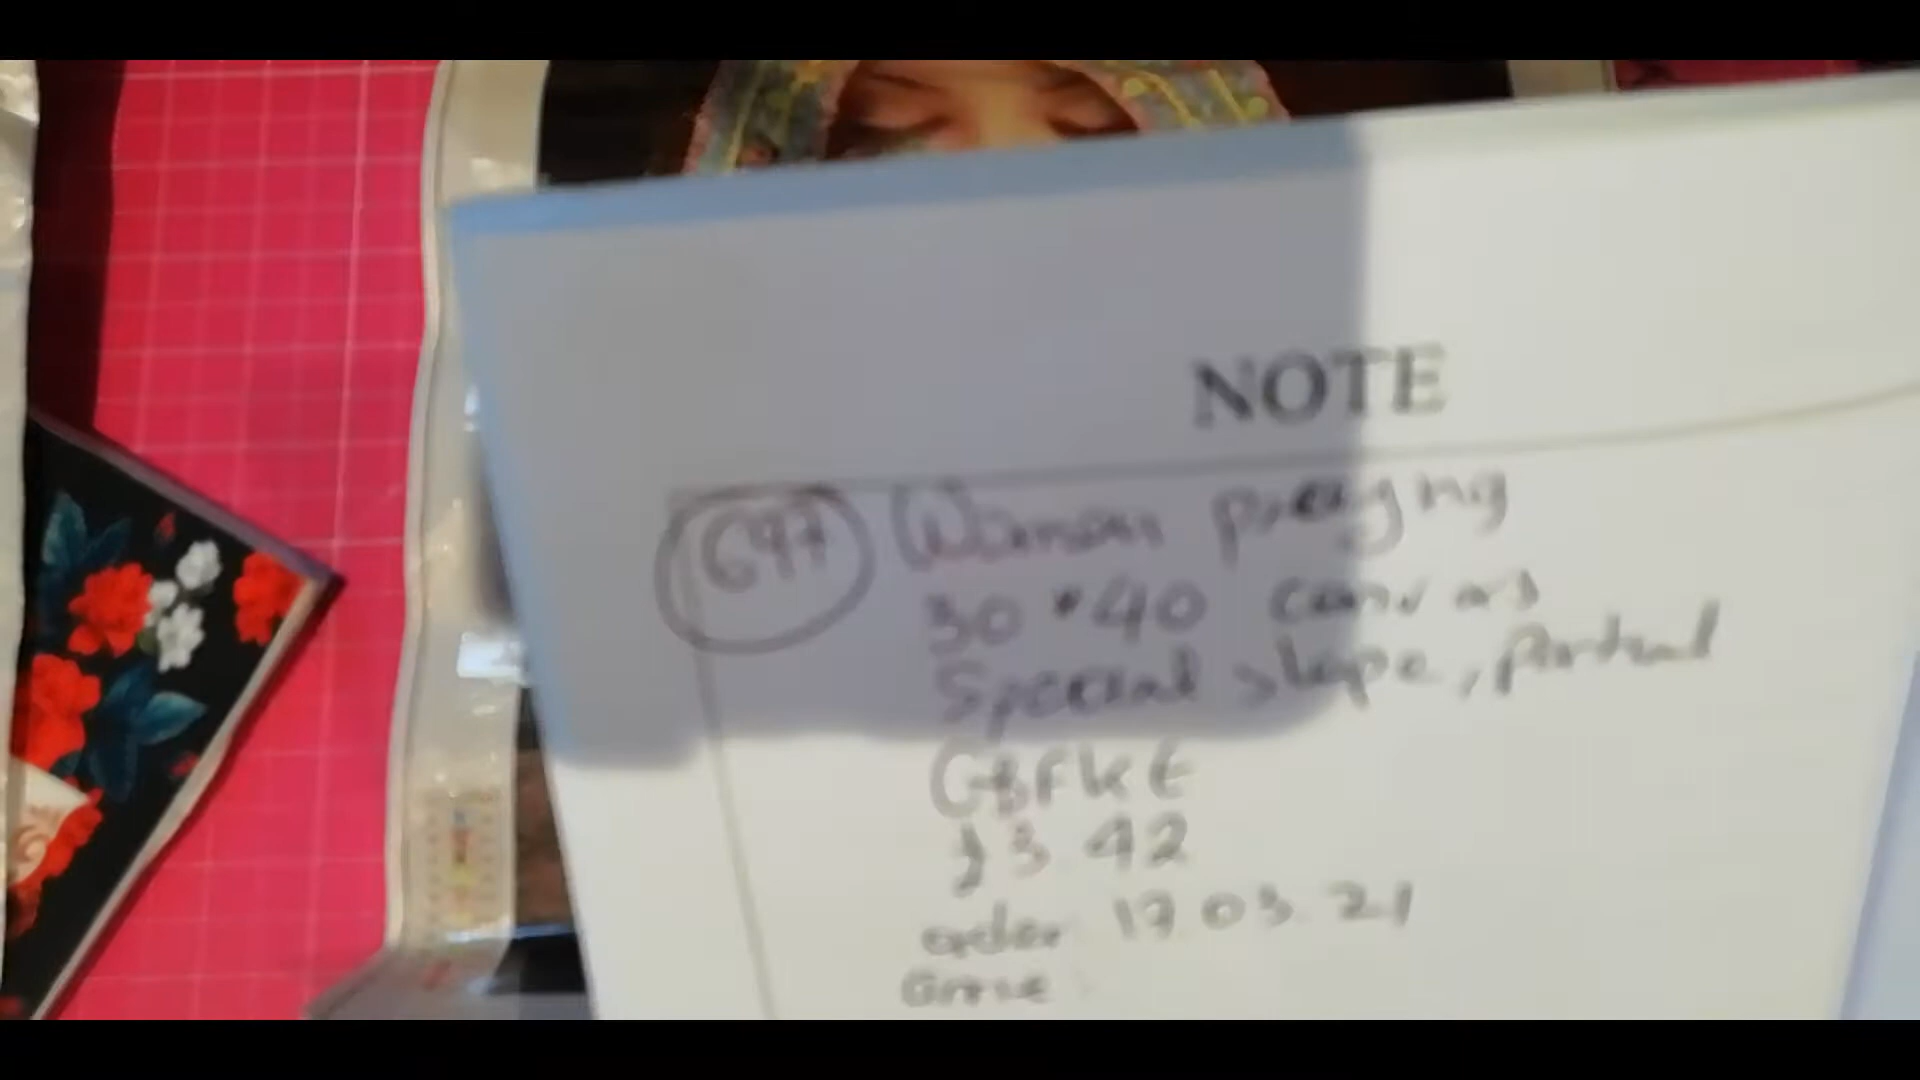 NOTE
697 Woman praying
30*40 canvas
Special shape, Partial
GBFKE
£3.42
order 17.03.21